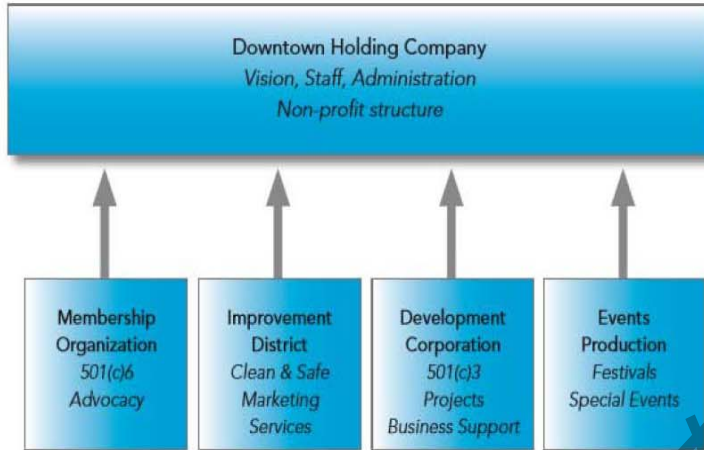 Downtown Holding Company
Vision, Staff, Administration
Non-profit structure
Membership
Organization
501(c)6
Advocacy
Improvement
District
Clean & Safe
Marketing
Services
Development
Corporation
501(c)3
Projects
Business Support
Events
Production
Festivals
Special Events